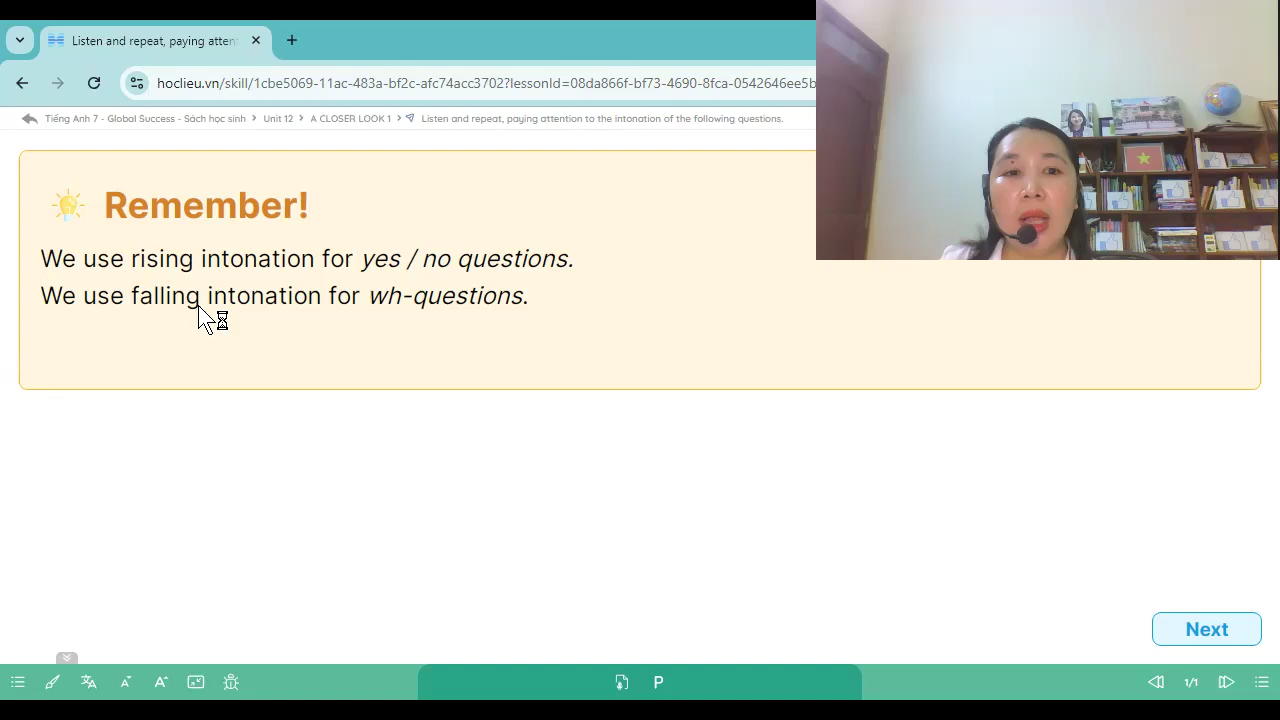 Listen and repeat, paying atten
hoclieu.vn/skill/1cbe5069-11ac-483a-bf2c-afc74acc3702?lessonId=08da866f-bf73-4690-8fca-0542646ee5b
Tiếng Anh 7 - Global Success - Sách học sinh > Unit 12 > A CLOSER LOOK 1 > Listen and repeat, paying attention to the intonation of the following questions.
Remember!
We use rising intonation for yes / no questions.
We use falling intonation for wh-questions.
Next
P
1/1